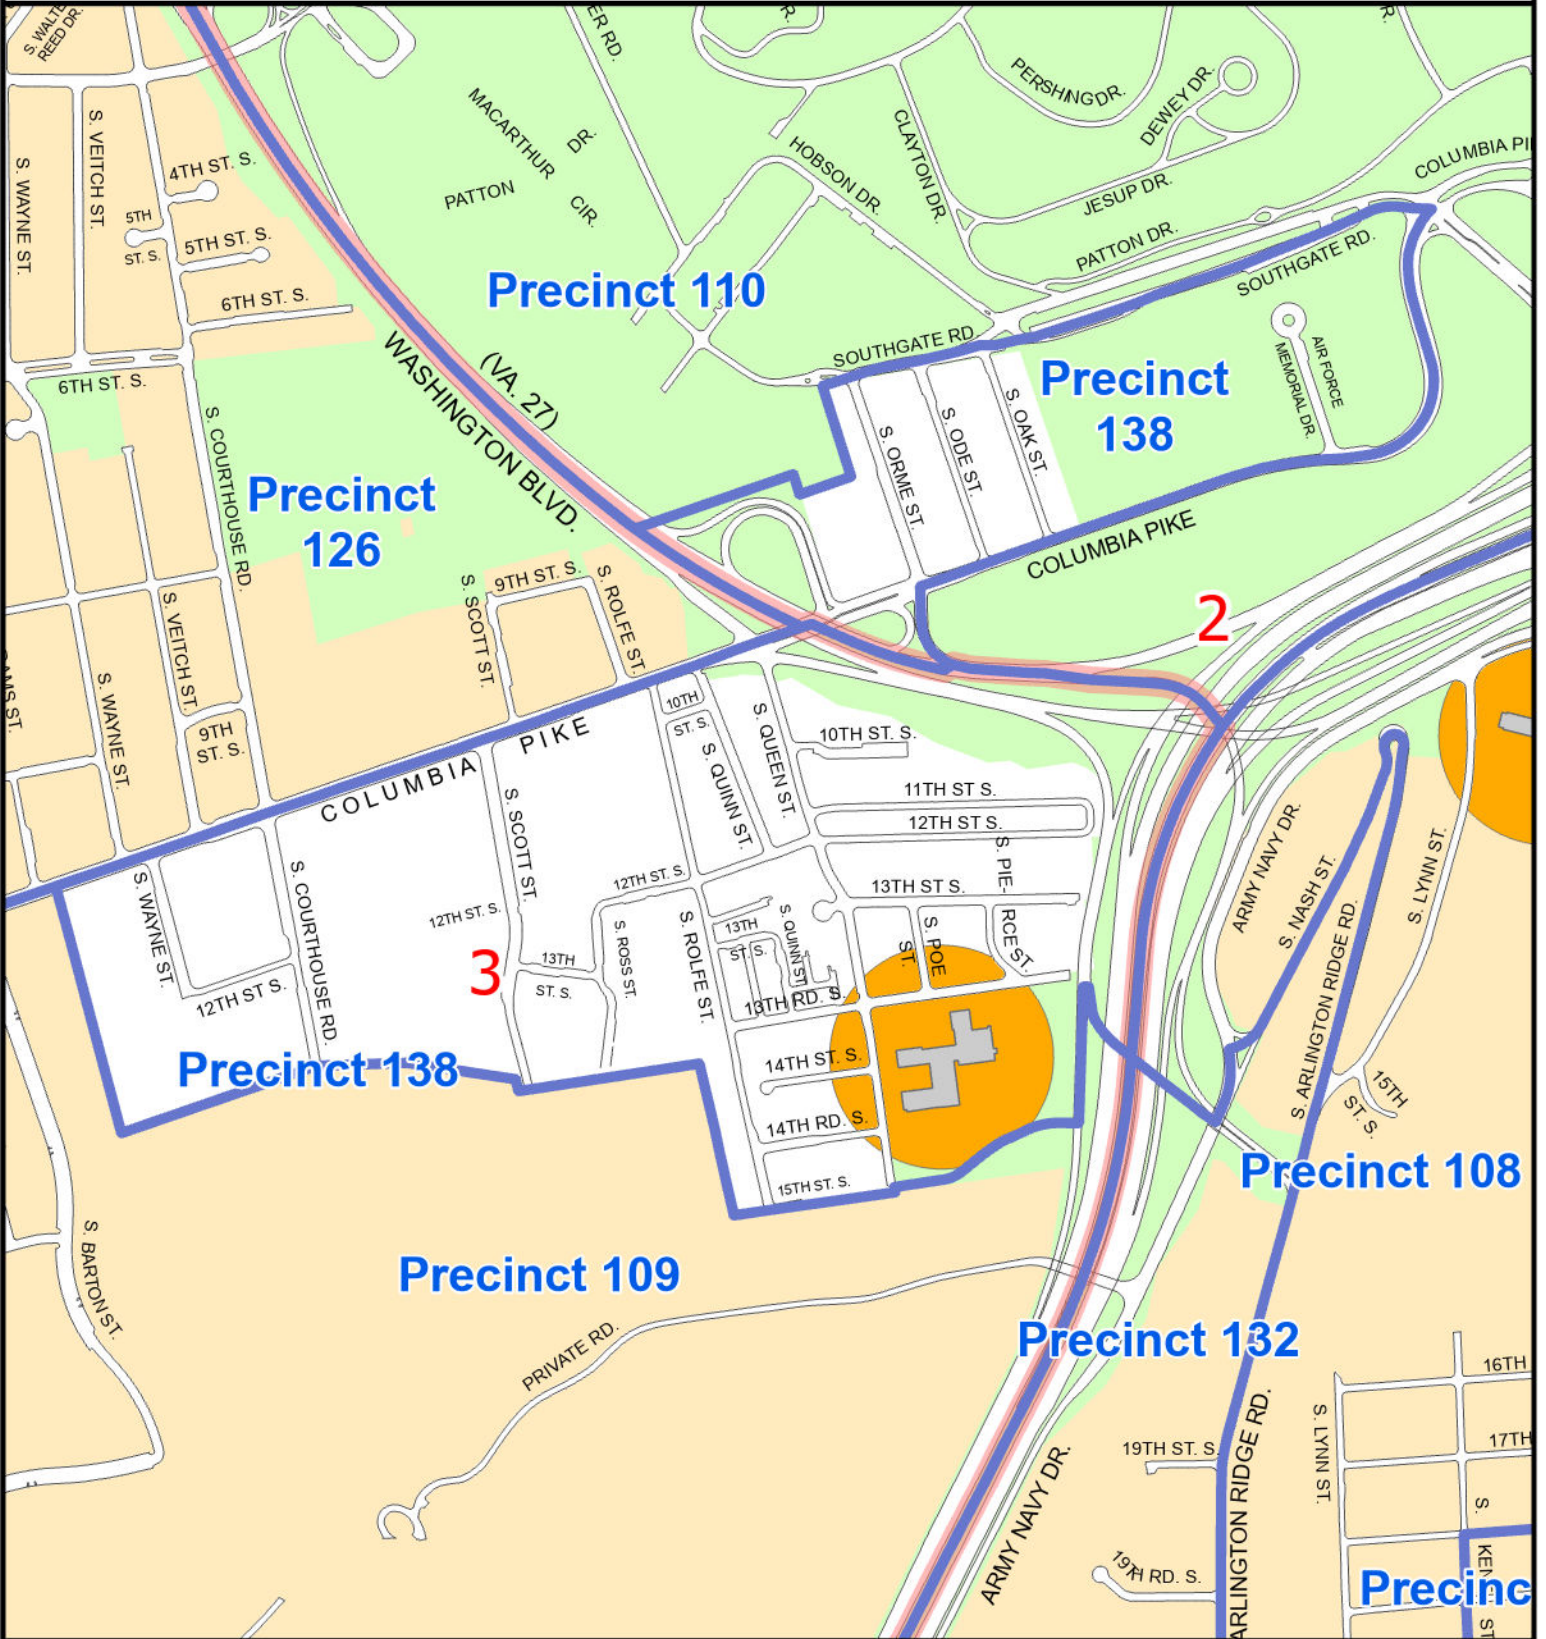 S. WALTER
REED DR.
ER RD.
R.
R.
PERSHING DR.
DEWEY DR.
MACARTHUR
CIR.
PATTON
DR.
HOBSON DR.
CLAYTON DR.
COLUMBIA PI
JESUP DR.
S. WAYNE ST.
S. VEITCH ST.
4TH ST. S.
5TH
ST. S.
5TH ST. S.
6TH ST. S.
PATTON DR.
SOUTHGATE RD.
Precinct 110
WASHINGTON BLVD.
(VA. 27)
SOUTHGATE RD.
AIR FORCE
MEMORIAL DR.
6TH ST. S.
Precinct
138
S. COURTHOUSE RD.
S. ORME ST.
S. ODE ST.
S. OAK ST.
Precinct
126
COLUMBIA PIKE
9TH ST. S.
S. SCOTT ST.
S. ROLFE ST.
2
S. VEITCH ST.
AMS ST.
S. WAYNE ST.
9TH
ST. S.
COLUMBIA PIKE
10TH
ST. S.
S. QUINN ST.
S. QUEEN ST.
10TH ST. S.
11TH ST S.
12TH ST S.
S. PIE-
RCE ST.
13TH ST S.
S. SCOTT ST.
12TH ST. S.
ARMY NAVY DR.
S. NASH ST.
S. LYNN ST.
S. WAYNE ST.
S. COURTHOUSE RD.
12TH ST. S.
3
13TH
ST. S.
S. ROSS ST.
S. ROLFE ST.
13TH
ST. S.
S. QUINN ST.
S. POE
ST.
12TH ST S.
13TH RD. S.
S. ARLINGTON RIDGE RD.
Precinct 138
14TH ST. S.
15TH
ST. S.
14TH RD. S.
Precinct 108
15TH ST. S.
S. BARTON ST.
Precinct 109
Precinct 132
PRIVATE RD.
16TH
S. LYNN ST.
19TH ST. S.
17TH
ARLINGTON RIDGE RD.
ARMY NAVY DR.
S.
KEN
ST
19TH RD. S.
Precinc